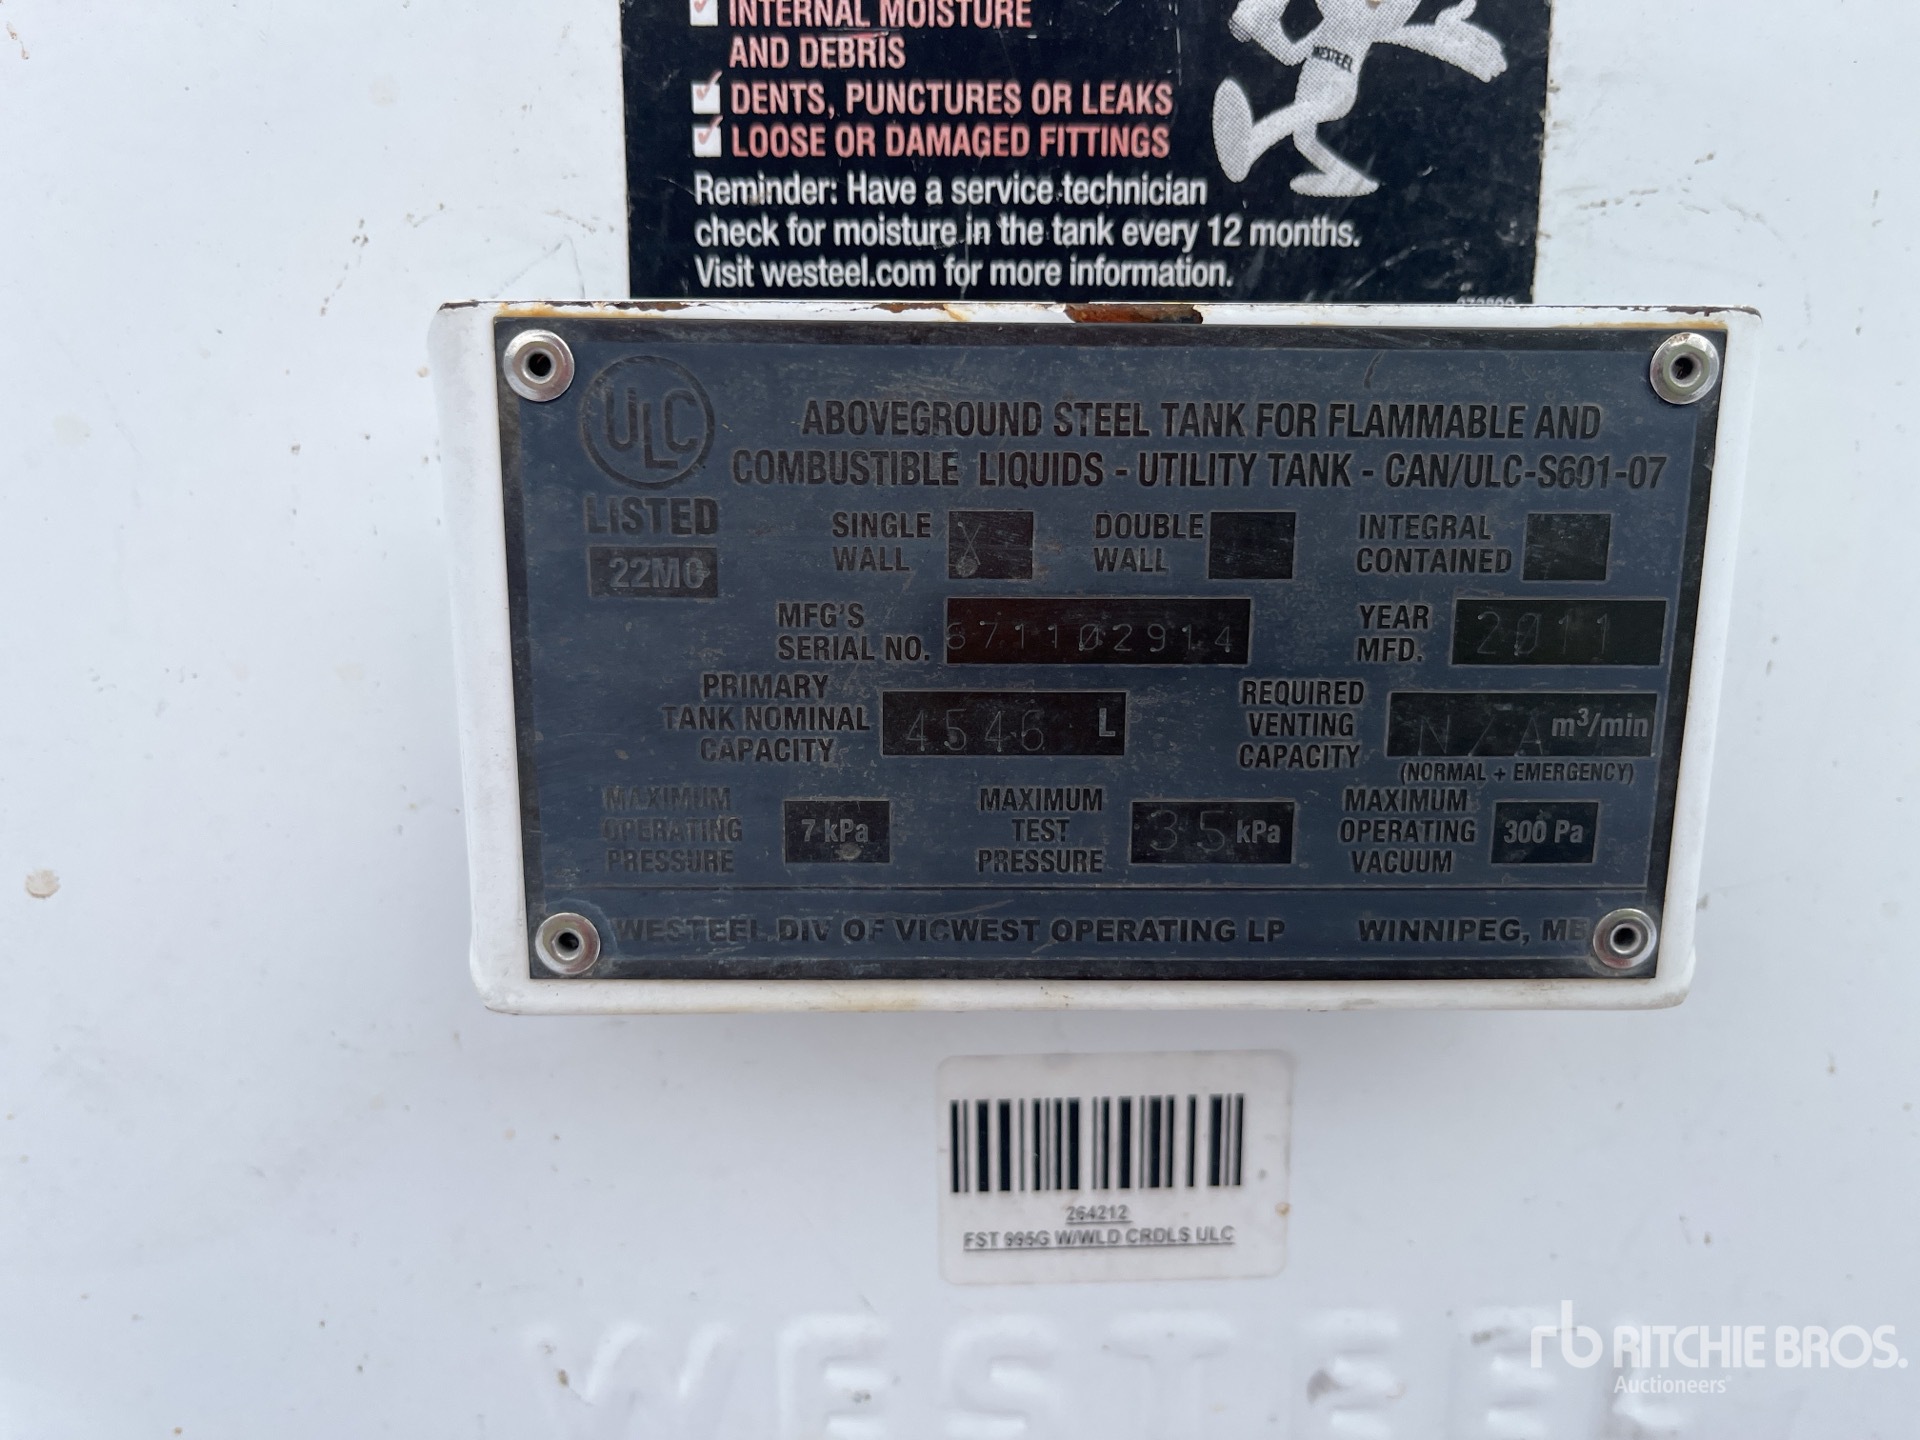 INTERNAL MOISTURE
AND DEBRIS
DENTS, PUNCTURES OR LEAKS
LOOSE OR DAMAGED FITTINGS
WESTEEL
Reminder: Have a service technician
check for moisture in the tank every 12 months.
Visit westeel.com for more information.
ULC
LISTED
ABOVEGROUND STEEL TANK FOR FLAMMABLE AND
COMBUSTIBLE LIQUIDS - UTILITY TANK - CAN/ULC-S601-07
SINGLE WALL X DOUBLE WALL INTEGRAL CONTAINED
MFG'S SERIAL NO. 671102914 YEAR MFD. 2011
PRIMARY TANK NOMINAL CAPACITY 4546 L REQUIRED VENTING CAPACITY N/A m³/min
(NORMAL + EMERGENCY)
MAXIMUM OPERATING PRESSURE 7 kPa MAXIMUM TEST PRESSURE 35 kPa MAXIMUM OPERATING VACUUM 300 Pa
WESTEEL DIV OF VICWEST OPERATING LP WINNIPEG, MB
264212
FST 995G W/WLD CRDLS ULC
WESTEE
rb RITCHIE BROS.
Auctioneers